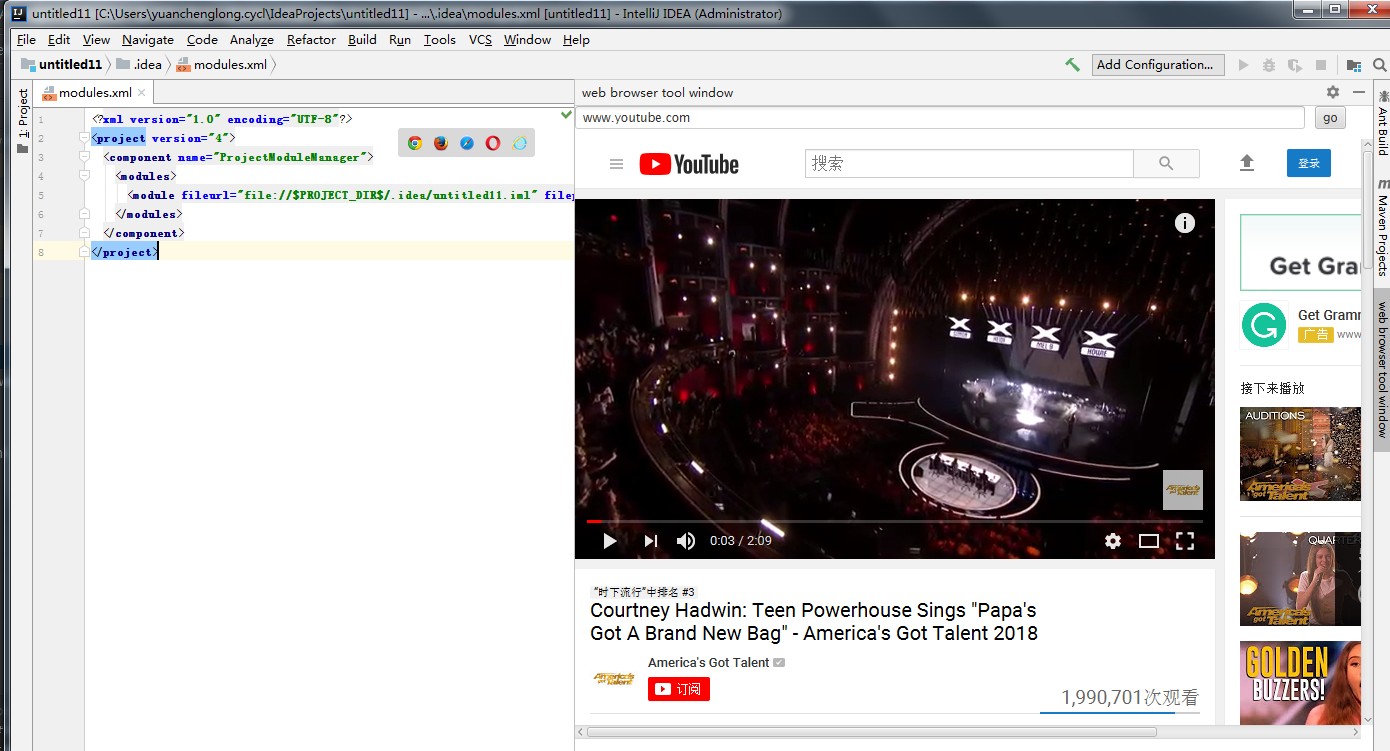 untitled11 [C:\Users\yuanchenglong.cycl\IdeaProjects\untitled11] - ...\.idea\modules.xml [untitled11] - IntelliJ IDEA (Administrator)
File Edit View Navigate Code Analyze Refactor Build Run Tools VCS Window Help
untitled11 .idea modules.xml
Add Configuration...
1: Project
modules.xml
1 <?xml version="1.0" encoding="UTF-8"?>
2 <project version="4">
3 <component name="ProjectModuleManager">
4 <modules>
5 <module fileurl="file://$PROJECT_DIR$/.idea/untitled11.iml" filep
6 </modules>
7 </component>
8 </project>
web browser tool window
www.youtube.com
go
YouTube
搜索
登录
HOWIE
MEL B
HEIDI
America's got Talent
0:03 / 2:09
"时下流行"中排名 #3
Courtney Hadwin: Teen Powerhouse Sings "Papa's
Got A Brand New Bag" - America's Got Talent 2018
America's Got Talent
订阅
1,990,701次观看
Get Gra
Get Gramm
广告 www
接下来播放
AUDITIONS
America's got Talent
QUARTER
America's got Talent
GOLDEN
BUZZERS!
Ant Build
Maven Projects
web browser tool window